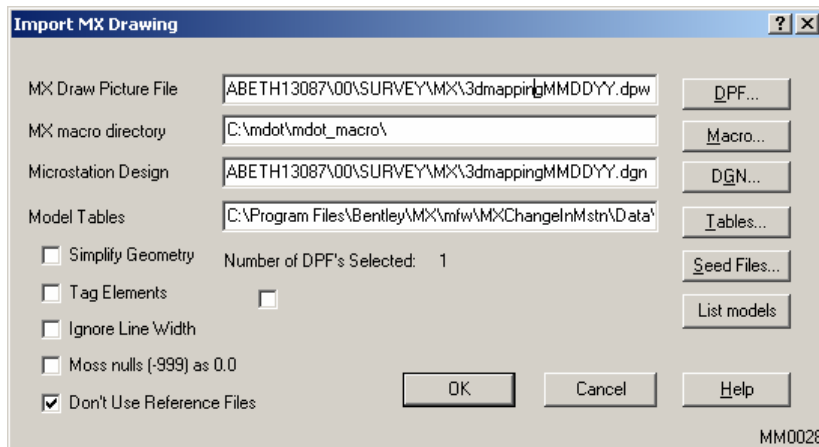 Import MX Drawing ? X
MX Draw Picture File ABETH13087\00\SURVEY\MX\3dmappingMMDDYY.dpw DPF...
MX macro directory C:\mdot\mdot_macro\ Macro...
Microstation Design ABETH13087\00\SURVEY\MX\3dmappingMMDDYY.dgn DGN...
Model Tables C:\Program Files\Bentley\MX\mfw\MXChangeInMstn\Data\ Tables...
Simplify Geometry Number of DPF's Selected: 1 Seed Files...
Tag Elements List models
Ignore Line Width
Moss nulls (-999) as 0.0
Don't Use Reference Files OK Cancel Help
MM0028